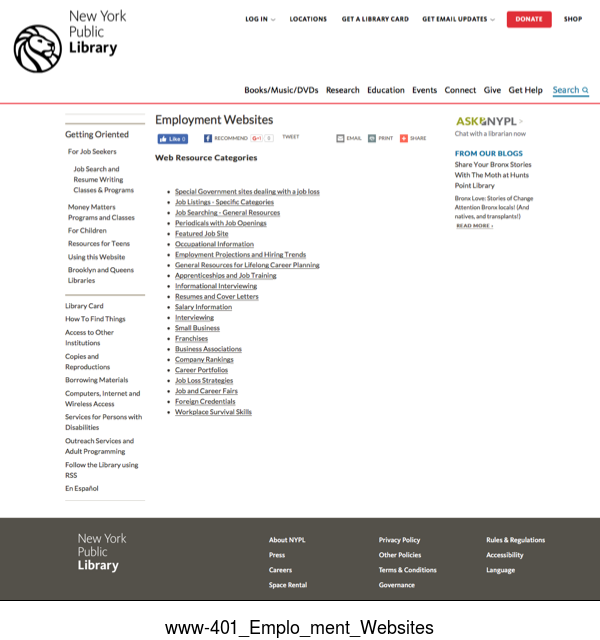 New York
Public
Library
LOG IN
LOCATIONS
GET A LIBRARY CARD
GET EMAIL UPDATES
DONATE
SHOP
Books/Music/DVDs Research Education Events Connect Give Get Help Search
Getting Oriented
For Job Seekers
Job Search and
Resume Writing
Classes & Programs
Money Matters
Programs and Classes
For Children
Resources for Teens
Using this Website
Brooklyn and Queens
Libraries
Library Card
How To Find Things
Access to Other
Institutions
Copies and
Reproductions
Borrowing Materials
Computers, Internet and
Wireless Access
Services for Persons with
Disabilities
Outreach Services and
Adult Programming
Follow the Library using
RSS
En Español
Employment Websites
Like 0 RECOMMEND G+1 0 TWEET EMAIL PRINT SHARE
Web Resource Categories
Special Government sites dealing with a job loss
Job Listings - Specific Categories
Job Searching - General Resources
Periodicals with Job Openings
Featured Job Site
Occupational Information
Employment Projections and Hiring Trends
General Resources for Lifelong Career Planning
Apprenticeships and Job Training
Informational Interviewing
Resumes and Cover Letters
Salary Information
Interviewing
Small Business
Franchises
Business Associations
Company Rankings
Career Portfolios
Job Loss Strategies
Job and Career Fairs
Foreign Credentials
Workplace Survival Skills
ASK NYPL >
Chat with a librarian now
FROM OUR BLOGS
Share Your Bronx Stories
With The Moth at Hunts
Point Library
Bronx Love: Stories of Change
Attention Bronx locals! (And
natives, and transplants!)
READ MORE ›
New York
Public
Library
About NYPL
Press
Careers
Space Rental
Privacy Policy
Other Policies
Terms & Conditions
Governance
Rules & Regulations
Accessibility
Language
www-401_Emplo_ment_Websites